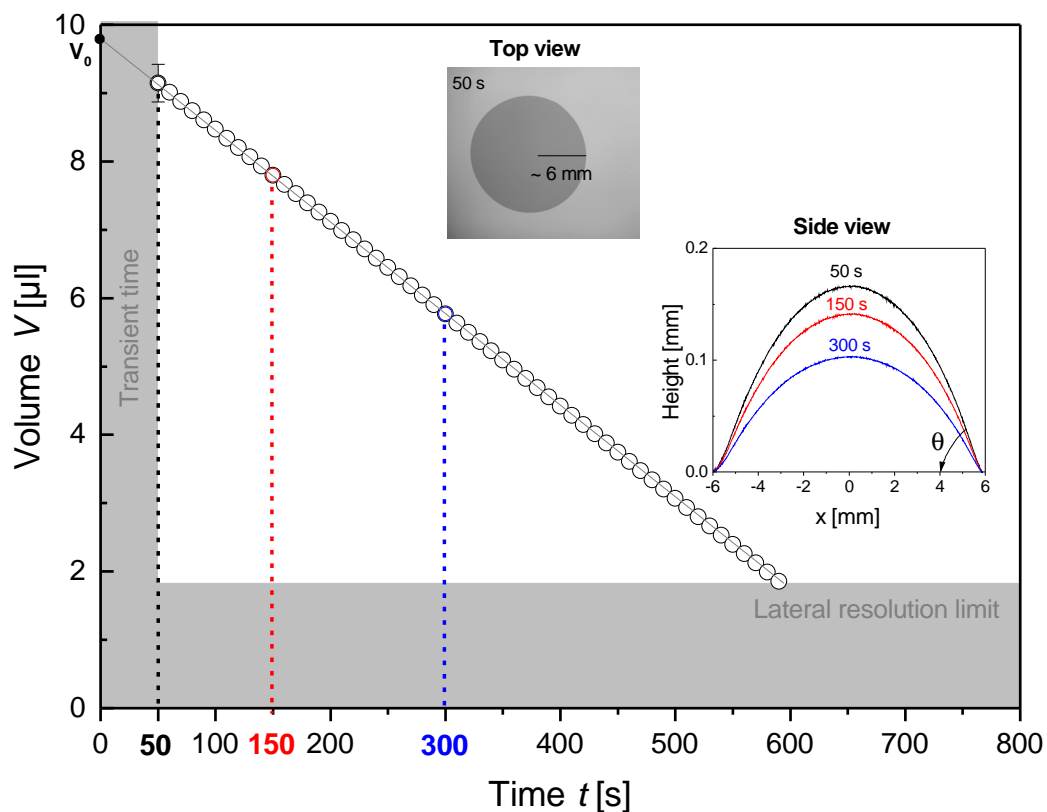 10
V0
8
6
4
2
0
Volume V [µl]
Transient time
Top view
50 s
~ 6 mm
Side view
0.2
0.1
0.0
Height [mm]
50 s
150 s
300 s
θ
-6 -4 -2 0 2 4 6
x [mm]
Lateral resolution limit
0 50 100 150 200 300 400 500 600 700 800
Time t [s]